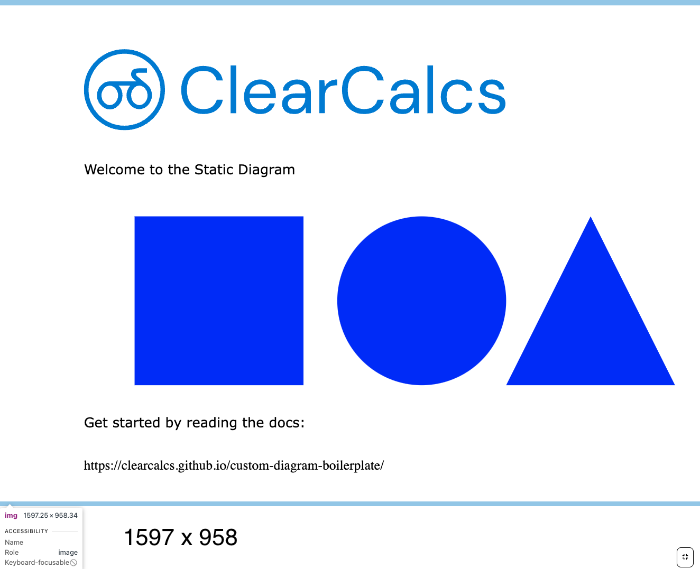 ClearCalcs
Welcome to the Static Diagram
Get started by reading the docs:
https://clearcalcs.github.io/custom-diagram-boilerplate/
img 1597.25 × 958.34
ACCESSIBILITY
Name
Role image
Keyboard-focusable
1597 x 958